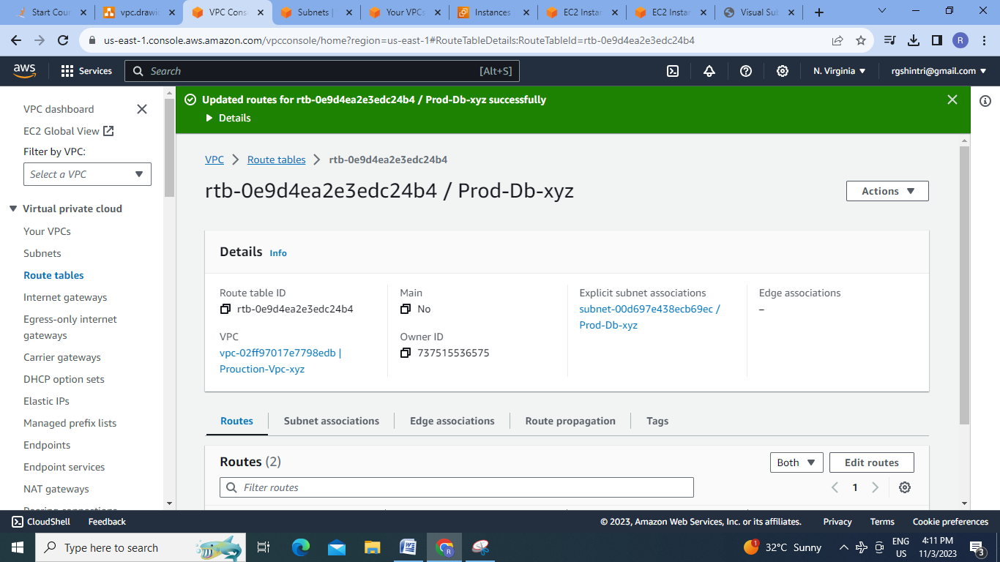 Start Cour
vpc.drawi
VPC Cons
Subnets |
Your VPCs
Instances
EC2 Instar
EC2 Instar
Visual Sub
us-east-1.console.aws.amazon.com/vpcconsole/home?region=us-east-1#RouteTableDetails:RouteTableId=rtb-0e9d4ea2e3edc24b4
R
aws
Services
Search
[Alt+S]
N. Virginia
rgshintri@gmail.com
VPC dashboard
EC2 Global View
Filter by VPC:
Select a VPC
Virtual private cloud
Your VPCs
Subnets
Route tables
Internet gateways
Egress-only internet
gateways
Carrier gateways
DHCP option sets
Elastic IPs
Managed prefix lists
Endpoints
Endpoint services
NAT gateways
Peering connections
Updated routes for rtb-0e9d4ea2e3edc24b4 / Prod-Db-xyz successfully
Details
VPC
Route tables
rtb-0e9d4ea2e3edc24b4
rtb-0e9d4ea2e3edc24b4 / Prod-Db-xyz
Actions
Details Info
Route table ID
rtb-0e9d4ea2e3edc24b4
VPC
vpc-02ff97017e7798edb |
Prouction-Vpc-xyz
Main
No
Owner ID
737515536575
Explicit subnet associations
subnet-00d697e438ecb69ec /
Prod-Db-xyz
Edge associations
–
Routes
Subnet associations
Edge associations
Route propagation
Tags
Routes (2)
Both
Edit routes
Filter routes
1
CloudShell
Feedback
© 2023, Amazon Web Services, Inc. or its affiliates.
Privacy
Terms
Cookie preferences
Type here to search
32°C Sunny
ENG
US
4:11 PM
11/3/2023
3